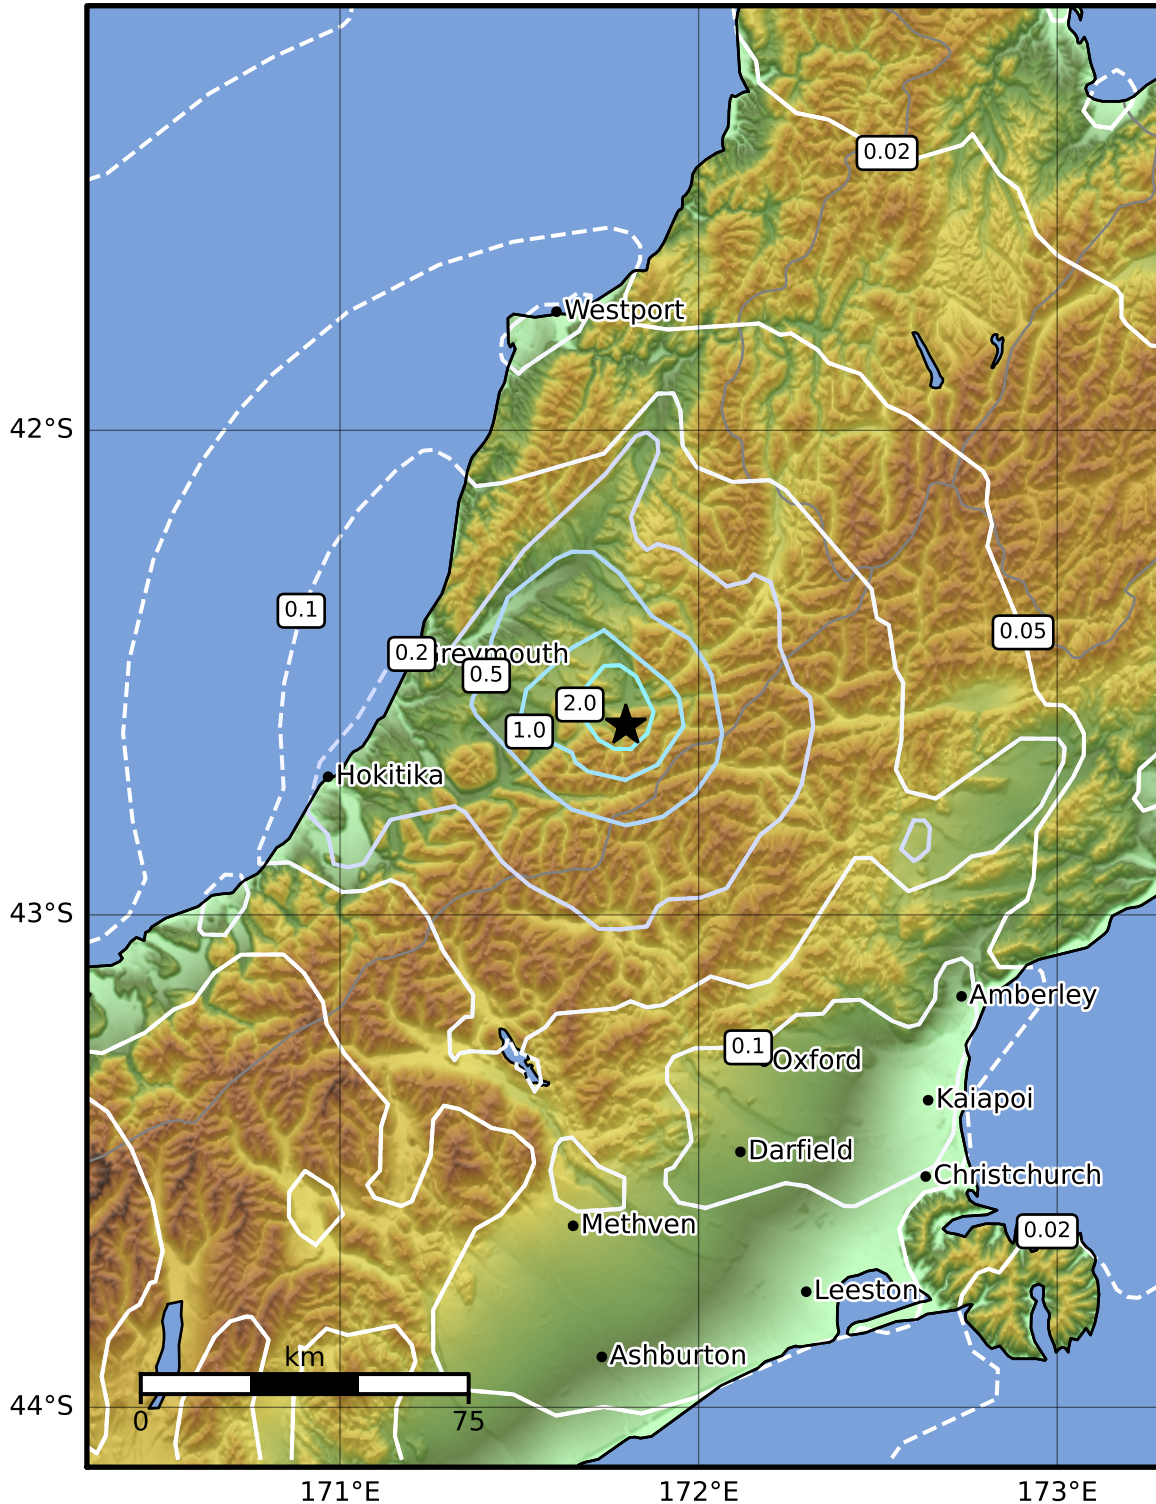 0.02
Westport
42°S
0.1
0.05
0.2
reymouth
0.5
2.0
1.0
Hokitika
43°S
Amberley
0.1
Oxford
Kaiapoi
Darfield
Christchurch
Methven
0.02
Leeston
km
Ashburton
44°S
0
75
171°E
172°E
173°E